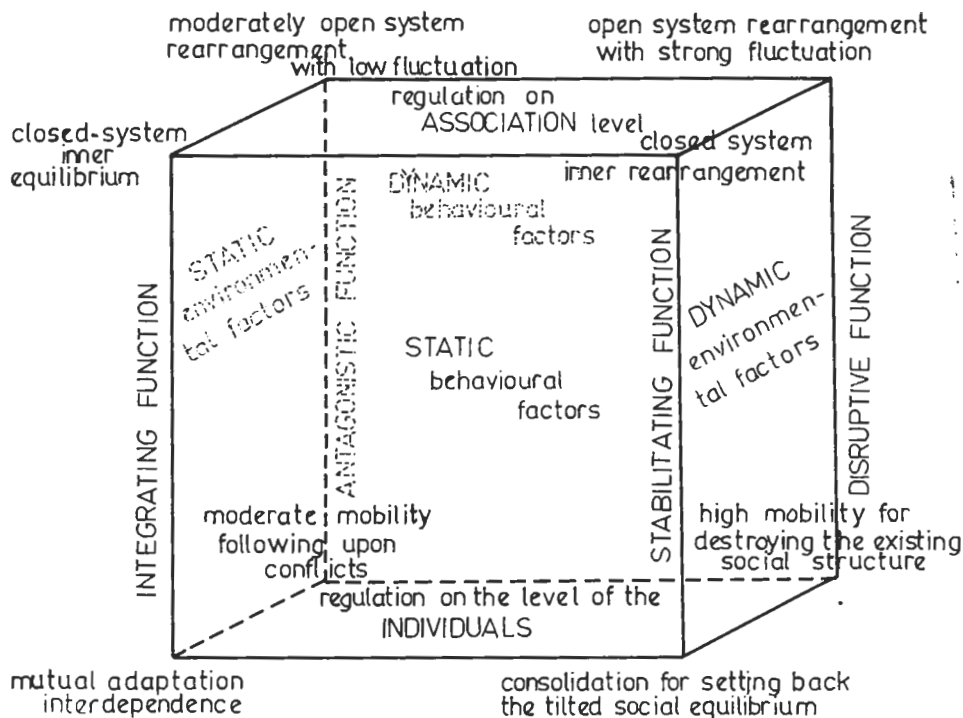 moderately open system
rearrangement
with low fluctuation
open system rearrangement
with strong fluctuation
regulation on
ASSOCIATION level
closed-system
inner
equilibrium
closed system
inner rearrangement
DYNAMIC
behavioural
factors
STATIC
environmen-
tal factors
INTEGRATING FUNCTION
ANTAGONISTIC FUNCTION
STATIC
behavioural
factors
STABILITATING FUNCTION
DYNAMIC
environmen-
tal factors
DISRUPTIVE FUNCTION
moderate mobility
following upon
conflicts
high mobility for
destroying the existing
social structure
regulation on the level of the
INDIVIDUALS
mutual adaptation
interdependence
consolidation for setting back
the tilted social equilibrium